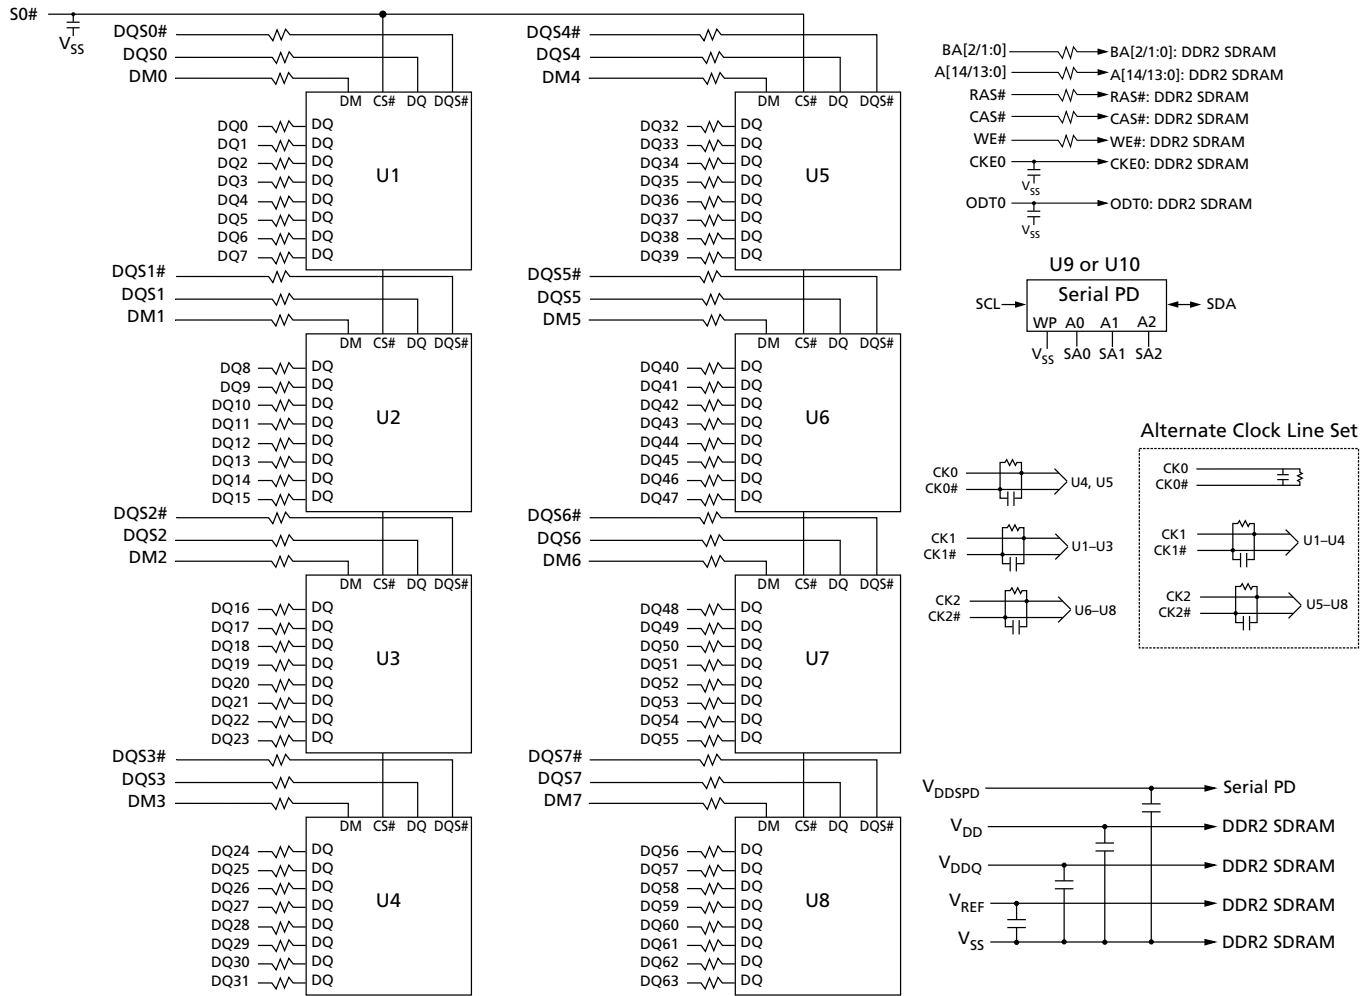 S0#
VSS
DQS0#
DQS0
DM0
DM CS# DQ DQS#
DQ0 DQ
DQ1 DQ
DQ2 DQ
DQ3 DQ
DQ4 DQ
DQ5 DQ
DQ6 DQ
DQ7 DQ
U1
DQS1#
DQS1
DM1
DM CS# DQ DQS#
DQ8 DQ
DQ9 DQ
DQ10 DQ
DQ11 DQ
DQ12 DQ
DQ13 DQ
DQ14 DQ
DQ15 DQ
U2
DQS2#
DQS2
DM2
DM CS# DQ DQS#
DQ16 DQ
DQ17 DQ
DQ18 DQ
DQ19 DQ
DQ20 DQ
DQ21 DQ
DQ22 DQ
DQ23 DQ
U3
DQS3#
DQS3
DM3
DM CS# DQ DQS#
DQ24 DQ
DQ25 DQ
DQ26 DQ
DQ27 DQ
DQ28 DQ
DQ29 DQ
DQ30 DQ
DQ31 DQ
U4
DQS4#
DQS4
DM4
DM CS# DQ DQS#
DQ32 DQ
DQ33 DQ
DQ34 DQ
DQ35 DQ
DQ36 DQ
DQ37 DQ
DQ38 DQ
DQ39 DQ
U5
DQS5#
DQS5
DM5
DM CS# DQ DQS#
DQ40 DQ
DQ41 DQ
DQ42 DQ
DQ43 DQ
DQ44 DQ
DQ45 DQ
DQ46 DQ
DQ47 DQ
U6
DQS6#
DQS6
DM6
DM CS# DQ DQS#
DQ48 DQ
DQ49 DQ
DQ50 DQ
DQ51 DQ
DQ52 DQ
DQ53 DQ
DQ54 DQ
DQ55 DQ
U7
DQS7#
DQS7
DM7
DM CS# DQ DQS#
DQ56 DQ
DQ57 DQ
DQ58 DQ
DQ59 DQ
DQ60 DQ
DQ61 DQ
DQ62 DQ
DQ63 DQ
U8
BA[2/1:0] BA[2/1:0]: DDR2 SDRAM
A[14/13:0] A[14/13:0]: DDR2 SDRAM
RAS# RAS#: DDR2 SDRAM
CAS# CAS#: DDR2 SDRAM
WE# WE#: DDR2 SDRAM
CKE0 CKE0: DDR2 SDRAM
VSS
ODT0 ODT0: DDR2 SDRAM
VSS
U9 or U10
SCL Serial PD SDA
WP A0 A1 A2
VSS SA0 SA1 SA2
CK0
CK0#
U4, U5
CK1
CK1#
U1–U3
CK2
CK2#
U6–U8
Alternate Clock Line Set
CK0
CK0#
CK1
CK1#
U1–U4
CK2
CK2#
U5–U8
VDDSPD Serial PD
VDD DDR2 SDRAM
VDDQ DDR2 SDRAM
VREF DDR2 SDRAM
VSS DDR2 SDRAM